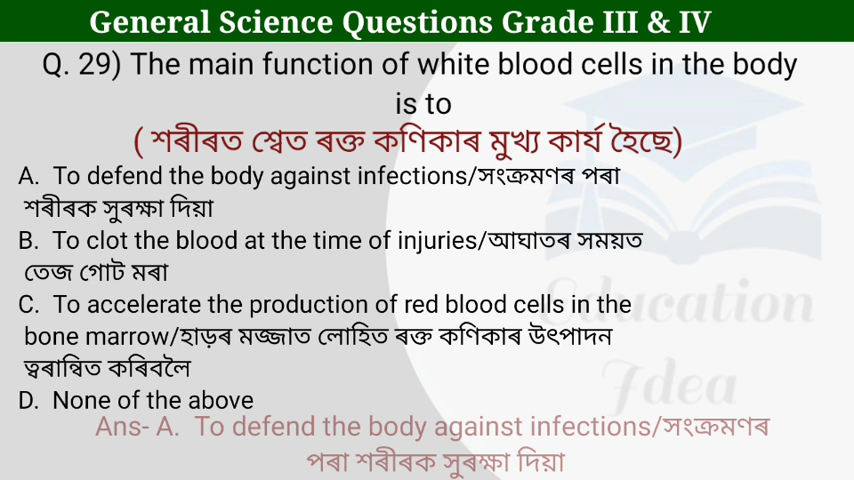 General Science Questions Grade III & IV
Q. 29) The main function of white blood cells in the body
is to
( শৰীৰত শ্বেত ৰক্ত কণিকাৰ মুখ্য কাৰ্য হৈছে)
A. To defend the body against infections/সংক্ৰমণৰ পৰা
শৰীৰক সুৰক্ষা দিয়া
B. To clot the blood at the time of injuries/আঘাতৰ সময়ত
তেজ গোট মৰা
C. To accelerate the production of red blood cells in the
bone marrow/হাড়ৰ মজ্জাত লোহিত ৰক্ত কণিকাৰ উৎপাদন
ত্বৰান্বিত কৰিবলৈ
D. None of the above
Ans- A. To defend the body against infections/সংক্ৰমণৰ
পৰা শৰীৰক সুৰক্ষা দিয়া
Education
Idea